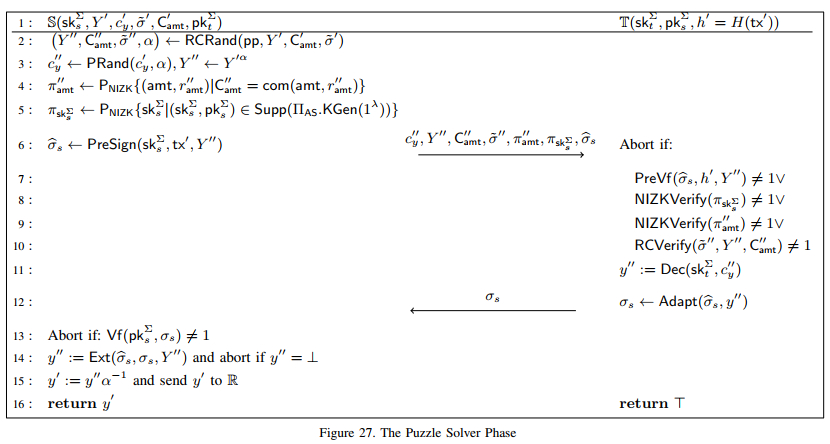 1 : 𝕊(sk_s^Σ, Y′, c′_y, σ̃′, C′_amt, pk_t^Σ) 𝕋(sk_t^Σ, pk_s^Σ, h′ = H(tx′))
2 : (Y″, C″_amt, σ̃″, α) ← RCRand(pp, Y′, C′_amt, σ̃′)
3 : c″_y ← PRand(c′_y, α), Y″ ← Y′^α
4 : π″_amt ← P_NIZK{(amt, r″_amt)|C″_amt = com(amt, r″_amt)}
5 : π_{sk_s^Σ} ← P_NIZK{sk_s^Σ|(sk_s^Σ, pk_s^Σ) ∈ Supp(Π_AS.KGen(1^λ))}
6 : σ̂_s ← PreSign(sk_s^Σ, tx′, Y″) c″_y, Y″, C″_amt, σ̃″, π″_amt, π_{sk_s^Σ}, σ̂_s Abort if:
7 : PreVf(σ̂_s, h′, Y″) ≠ 1∨
8 : NIZKVerify(π_{sk_s^Σ}) ≠ 1∨
9 : NIZKVerify(π″_amt) ≠ 1∨
10 : RCVerify(σ̃″, Y″, C″_amt) ≠ 1
11 : y″ := Dec(sk_t^Σ, c″_y)
12 : σ_s σ_s ← Adapt(σ̂_s, y″)
13 : Abort if: Vf(pk_s^Σ, σ_s) ≠ 1
14 : y″ := Ext(σ̂_s, σ_s, Y″) and abort if y″ = ⊥
15 : y′ := y″α^{-1} and send y′ to ℝ
16 : return y′ return ⊤
Figure 27. The Puzzle Solver Phase